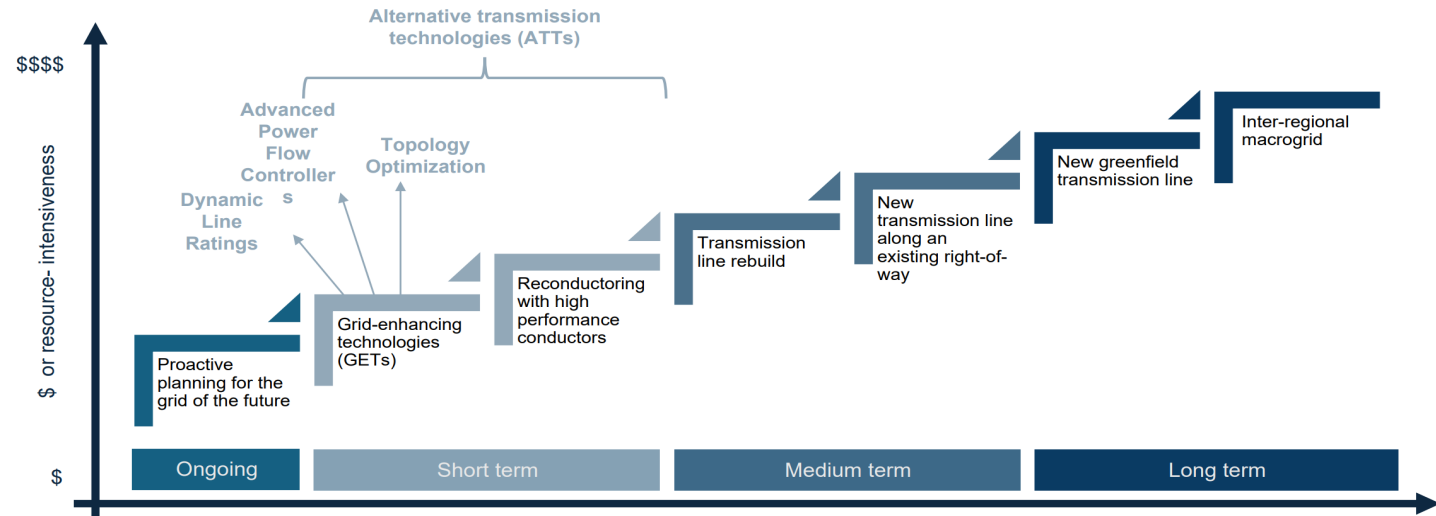 Alternative transmission
technologies (ATTs)
$$$$
Advanced
Power
Flow
Controller
s
Topology
Optimization
Dynamic
Line
Ratings
$ or resource- intensiveness
Inter-regional
macrogrid
New greenfield
transmission line
New
transmission line
along an
existing right-of-
way
Transmission
line rebuild
Reconductoring
with high
performance
conductors
Grid-enhancing
technologies
(GETs)
Proactive
planning for the
grid of the future
$
Ongoing
Short term
Medium term
Long term